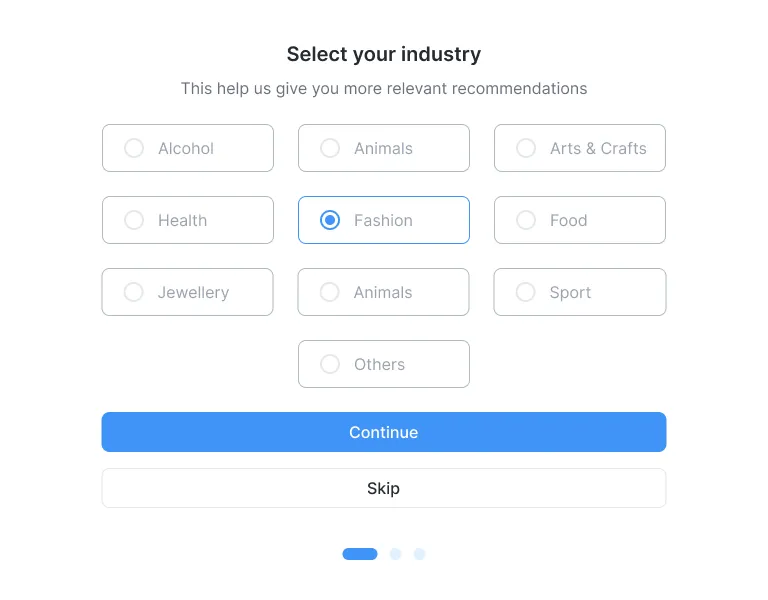 Select your industry
This help us give you more relevant recommendations
Alcohol
Animals
Arts & Crafts
Health
Fashion
Food
Jewellery
Animals
Sport
Others
Continue
Skip